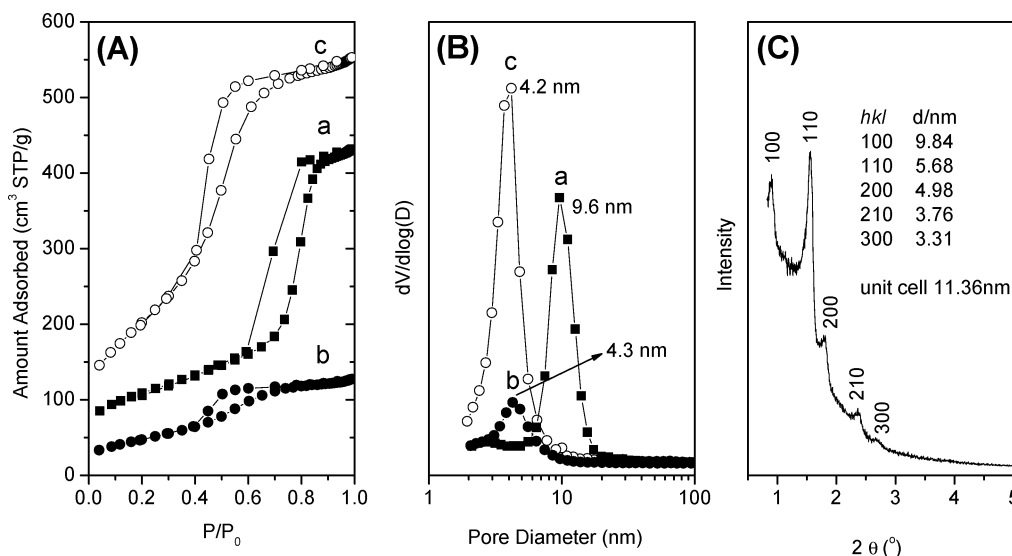 (A)
c
a
b
600
500
400
300
200
100
0
0.0 0.2 0.4 0.6 0.8 1.0
Amount Adsorbed (cm³ STP/g)
P/P₀
(B)
c
4.2 nm
a
9.6 nm
b
4.3 nm
dV/dlog(D)
1 10 100
Pore Diameter (nm)
(C)
100
110
200
210
300
hkl d/nm
100 9.84
110 5.68
200 4.98
210 3.76
300 3.31
unit cell 11.36nm
Intensity
1 2 3 4 5
2 θ (°)